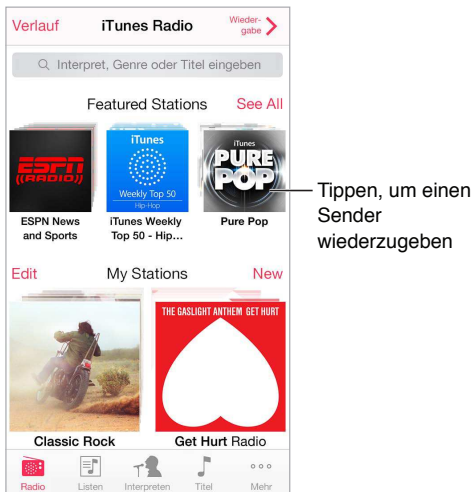 Verlauf
iTunes Radio
Wieder-
gabe
Interpret, Genre oder Titel eingeben
Featured Stations
See All
ESPN
((RADIO))
iTunes
Weekly Top 50
Hip-Hop
iTunes
PURE
POP
ESPN News
and Sports
iTunes Weekly
Top 50 - Hip...
Pure Pop
Tippen, um einen
Sender
wiederzugeben
Edit
My Stations
New
THE GASLIGHT ANTHEM GET HURT
Classic Rock
Get Hurt Radio
Radio
Listen
Interpreten
Titel
Mehr